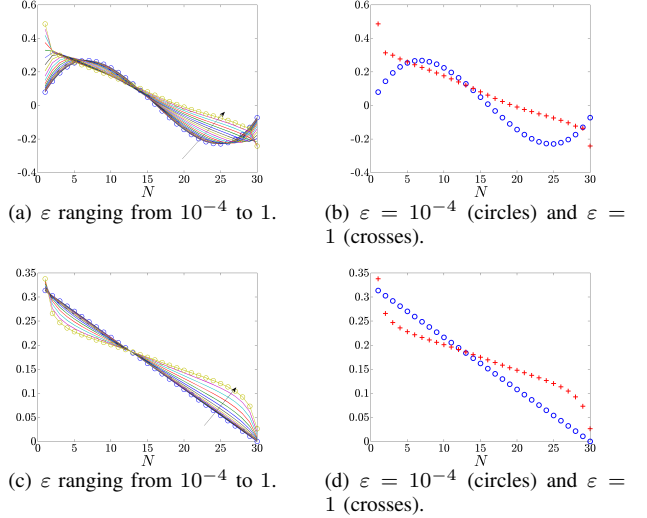 0.6
0.4
0.2
0
-0.2
-0.4
0 5 10 15 20 25 30
N
(a) ε ranging from 10⁻⁴ to 1.
0.6
0.4
0.2
0
-0.2
-0.4
0 5 10 15 20 25 30
N
(b) ε = 10⁻⁴ (circles) and ε =
1 (crosses).
0.35
0.3
0.25
0.2
0.15
0.1
0.05
0
0 5 10 15 20 25 30
N
(c) ε ranging from 10⁻⁴ to 1.
0.35
0.3
0.25
0.2
0.15
0.1
0.05
0
0 5 10 15 20 25 30
N
(d) ε = 10⁻⁴ (circles) and ε =
1 (crosses).